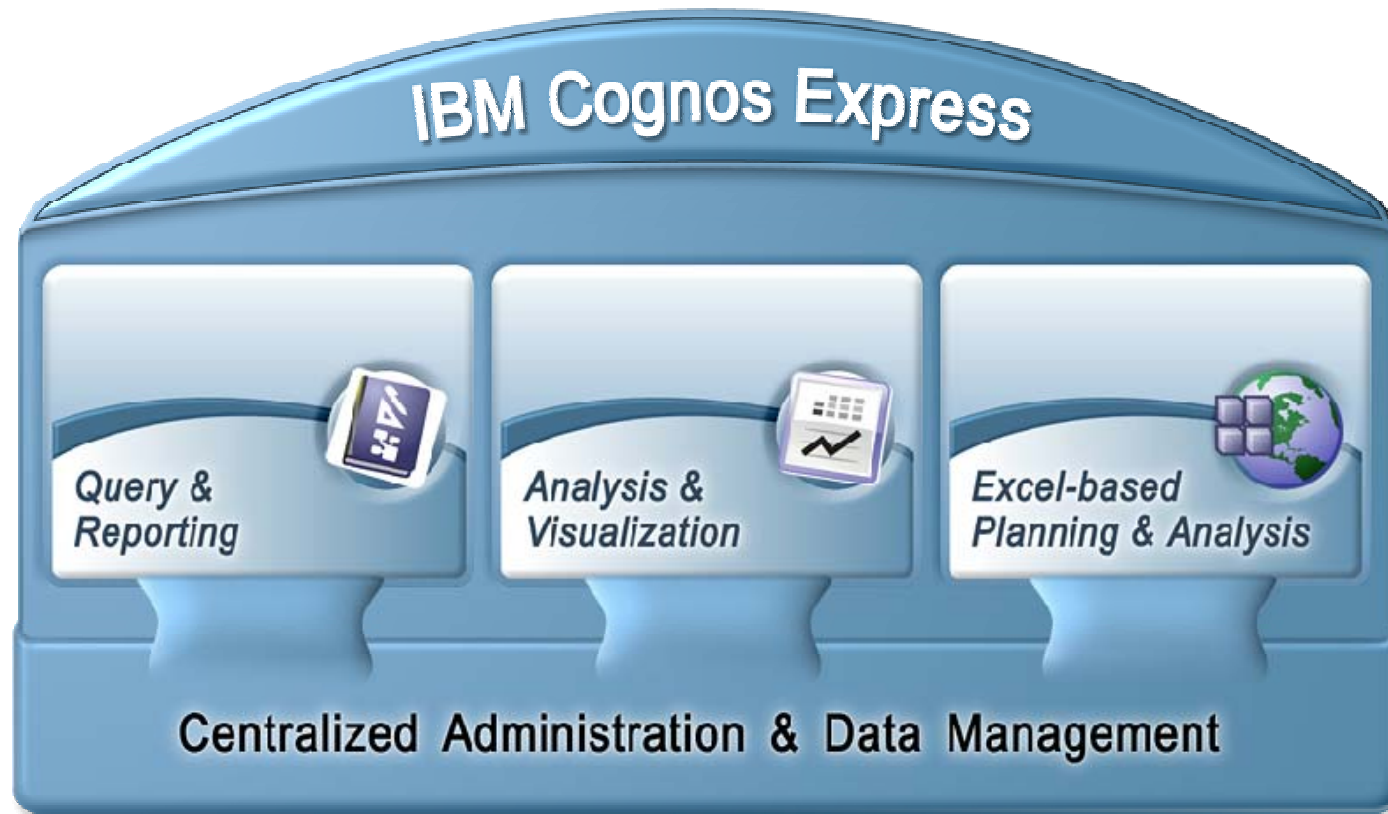 IBM Cognos Express
Query &
Reporting
Analysis &
Visualization
Excel-based
Planning & Analysis
Centralized Administration & Data Management